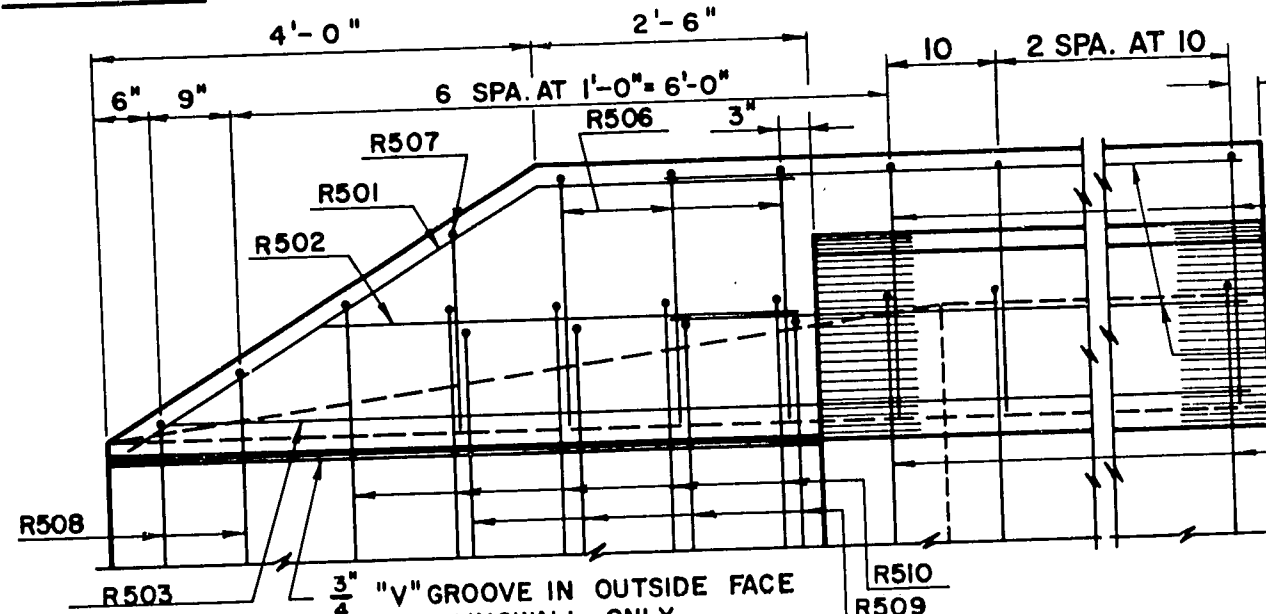 4'-0"
2'-6"
10
2 SPA. AT 10
6"
9"
6 SPA. AT 1'-0" = 6'-0"
R506
3"
R507
R501
R502
R508
R503
3/4" "V" GROOVE IN OUTSIDE FACE
ONLY
R510
R509